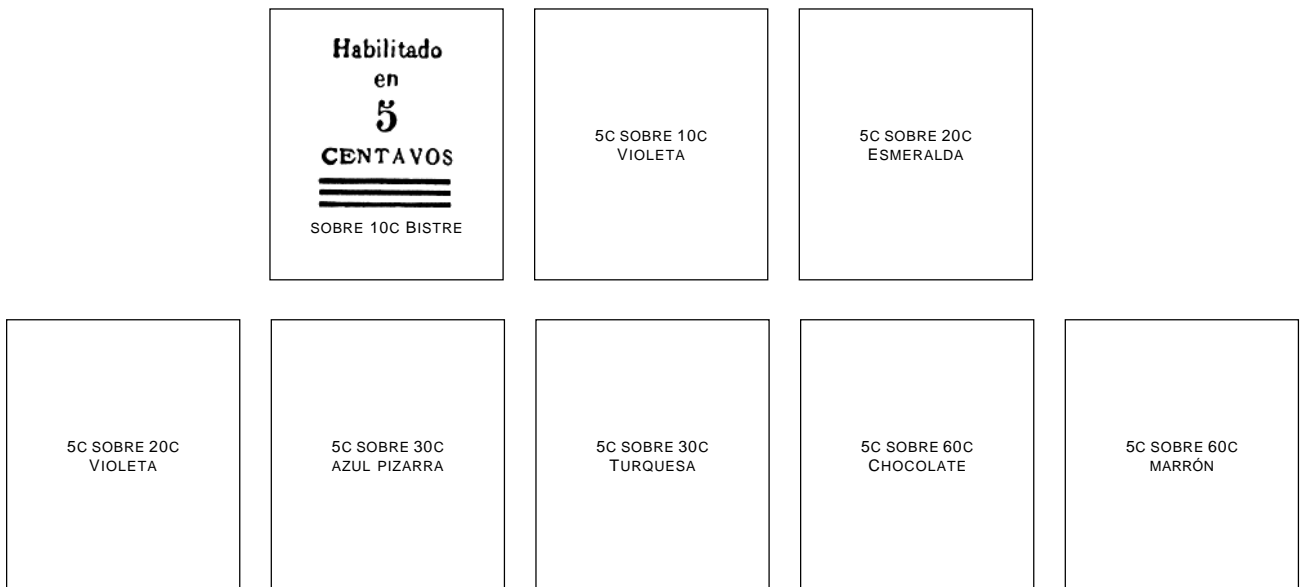 Habilitado
en
5
CENTAVOS
SOBRE 10C BISTRE
5C SOBRE 10C
VIOLETA
5C SOBRE 20C
ESMERALDA
5C SOBRE 20C
VIOLETA
5C SOBRE 30C
AZUL PIZARRA
5C SOBRE 30C
TURQUESA
5C SOBRE 60C
CHOCOLATE
5C SOBRE 60C
MARRÓN